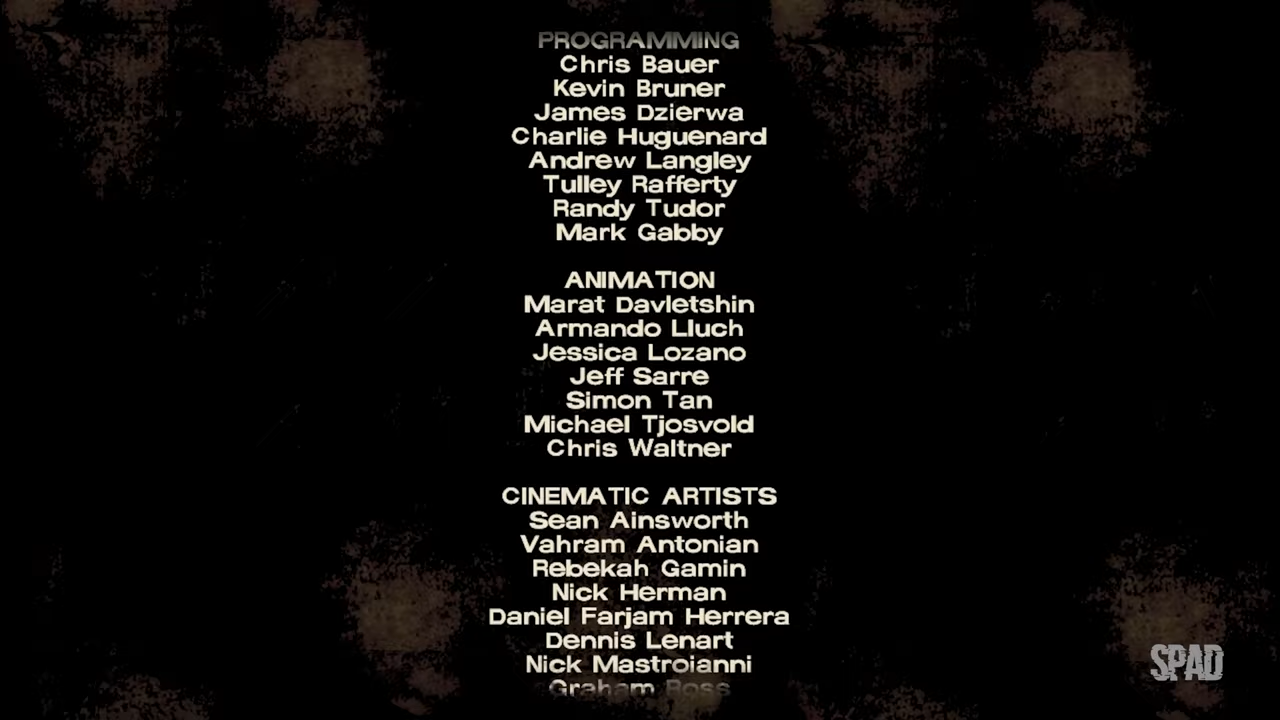 PROGRAMMING
Chris Bauer
Kevin Bruner
James Dzierwa
Charlie Huguenard
Andrew Langley
Tulley Rafferty
Randy Tudor
Mark Gabby
ANIMATION
Marat Davletshin
Armando Lluch
Jessica Lozano
Jeff Sarre
Simon Tan
Michael Tjosvold
Chris Waltner
CINEMATIC ARTISTS
Sean Ainsworth
Vahram Antonian
Rebekah Gamin
Nick Herman
Daniel Farjam Herrera
Dennis Lenart
Nick Mastroianni
Graham Ross
SPAD